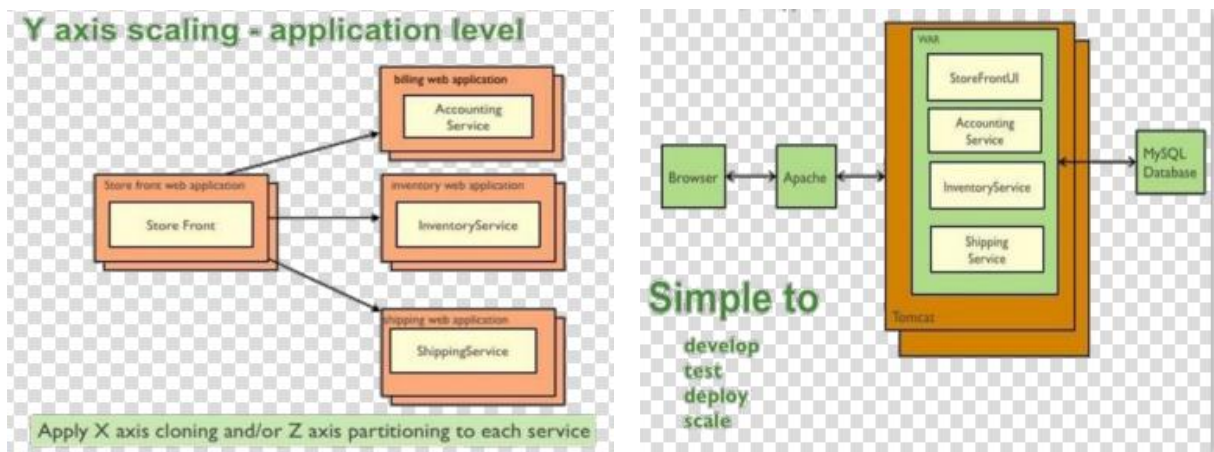 Y axis scaling - application level
billing web application
Accounting
Service
Store front web application
Store Front
inventory web application
InventoryService
shipping web application
ShippingService
Apply X axis cloning and/or Z axis partitioning to each service
WAR
StoreFrontUI
Accounting
Service
InventoryService
Shipping
Service
Browser
Apache
MySQL
Database
Tomcat
Simple to
develop
test
deploy
scale